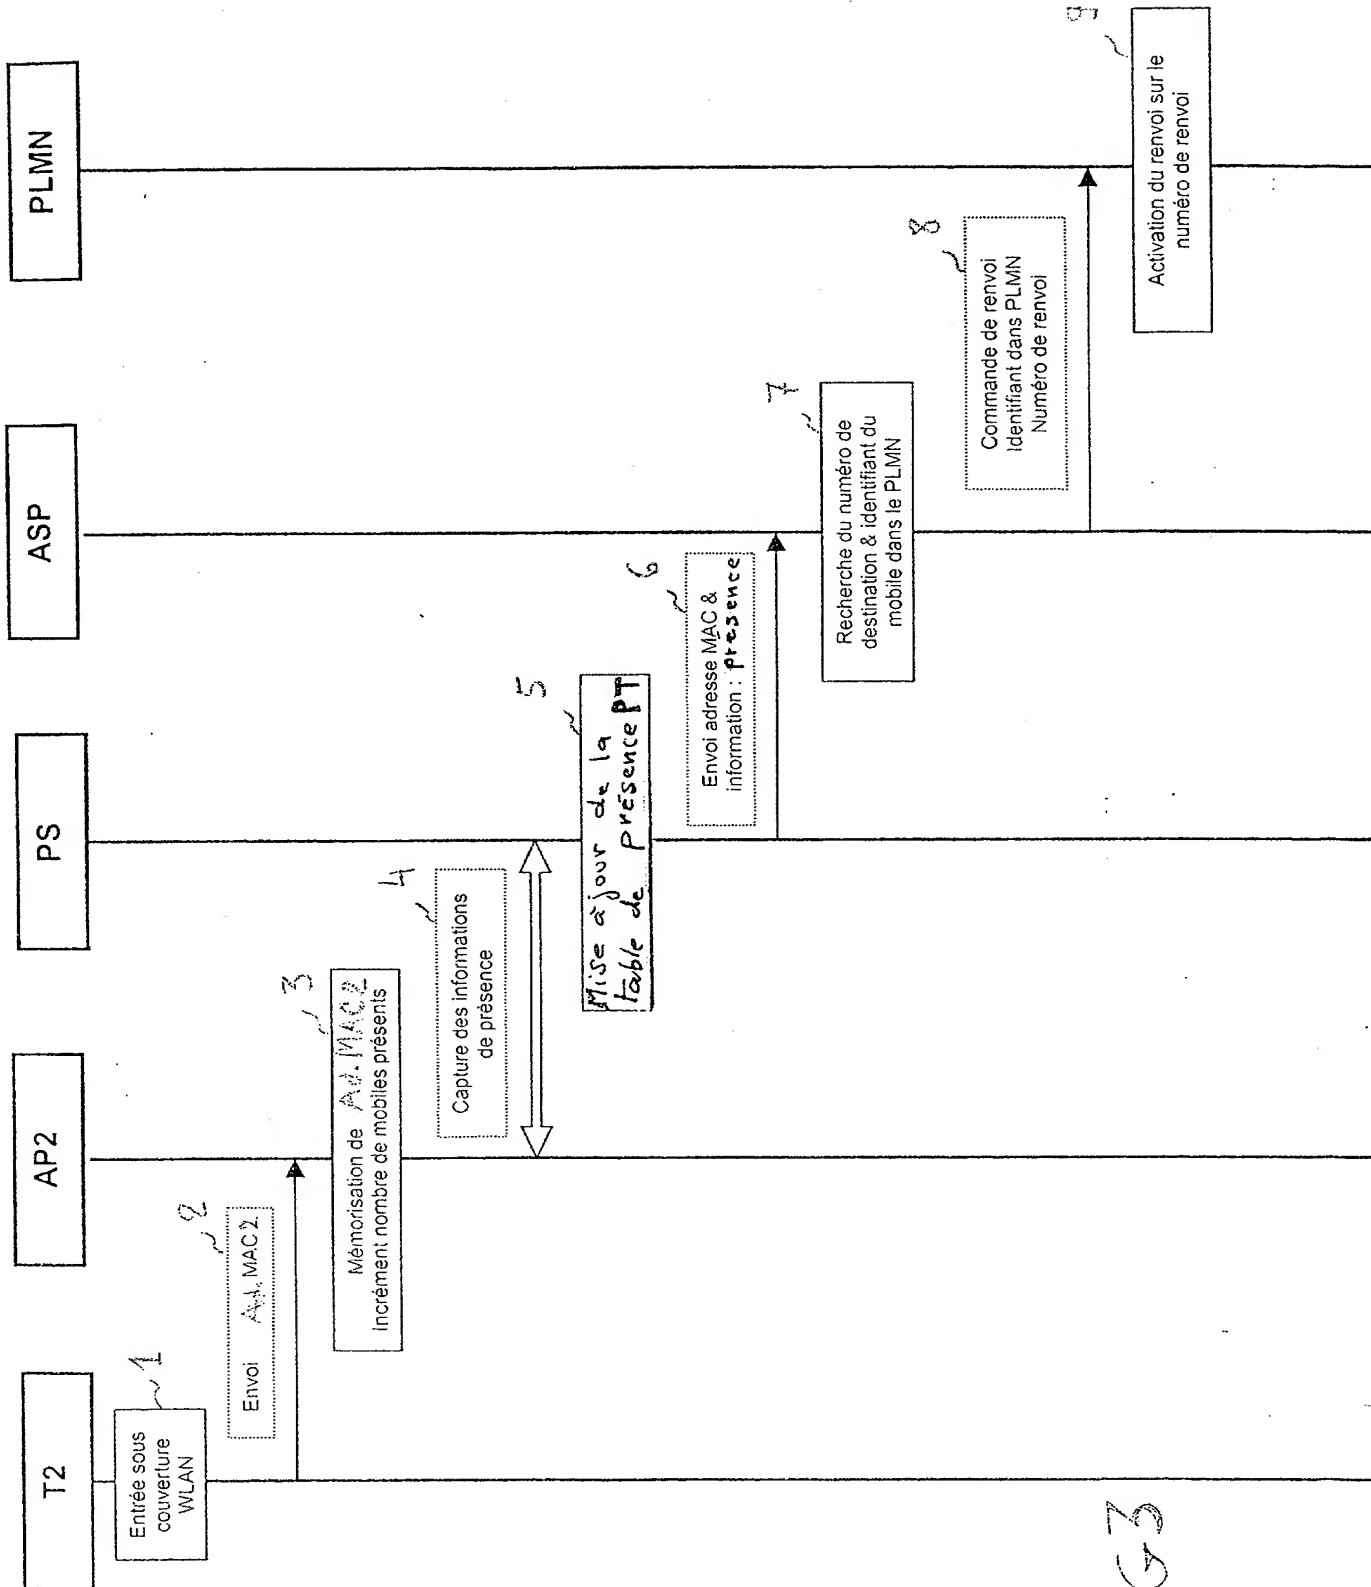 T2
AP2
PS
ASP
PLMN
1
Entrée sous
couverture
WLAN
2
Envoi Ad. MAC 2
3
Mémorisation de Ad. MAC 2
Incrément nombre de mobiles présents
4
Capture des informations
de présence
5
Mise à jour de la
table de présence PT
6
Envoi adresse MAC &
information : presence
7
Recherche du numéro de
destination & identifiant du
mobile dans le PLMN
8
Commande de renvoi
Identifiant dans PLMN
Numéro de renvoi
9
Activation du renvoi sur le
numéro de renvoi
G3